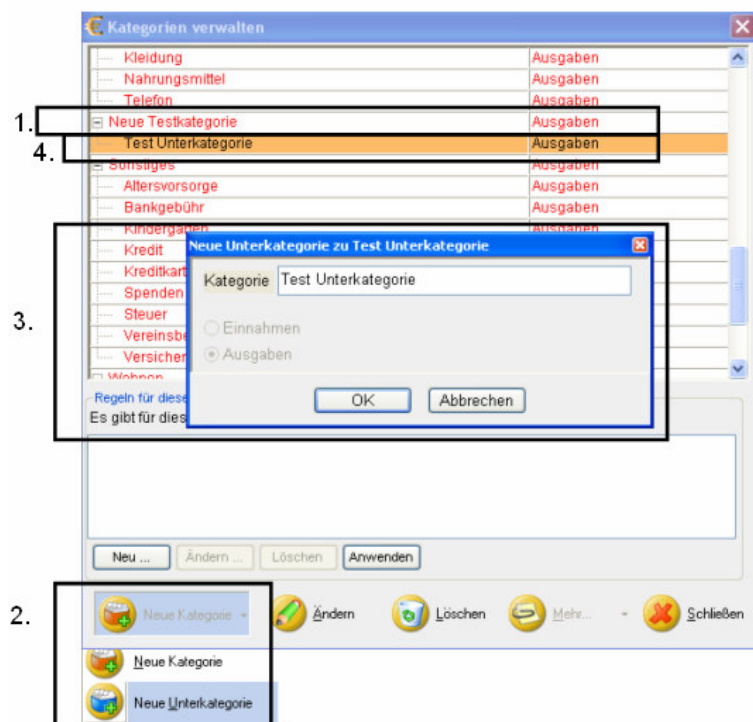 Kategorien verwalten
Kleidung Ausgaben
Nahrungsmittel Ausgaben
Telefon Ausgaben
1. Neue Testkategorie Ausgaben
4. Test Unterkategorie Ausgaben
Sonstiges Ausgaben
Altersvorsorge Ausgaben
Bankgebühr Ausgaben
Kindergarten Ausgaben
Kredit
Kreditkart
Spenden
Steuer
Vereinsbe
Versicher
Wohnen
3.
Neue Unterkategorie zu Test Unterkategorie
Kategorie Test Unterkategorie
Einnahmen
Ausgaben
OK Abbrechen
Regeln für diese
Es gibt für dies
Neu ... Ändern ... Löschen Anwenden
2. Neue Kategorie Ändern Löschen Mehr... Schließen
Neue Kategorie
Neue Unterkategorie